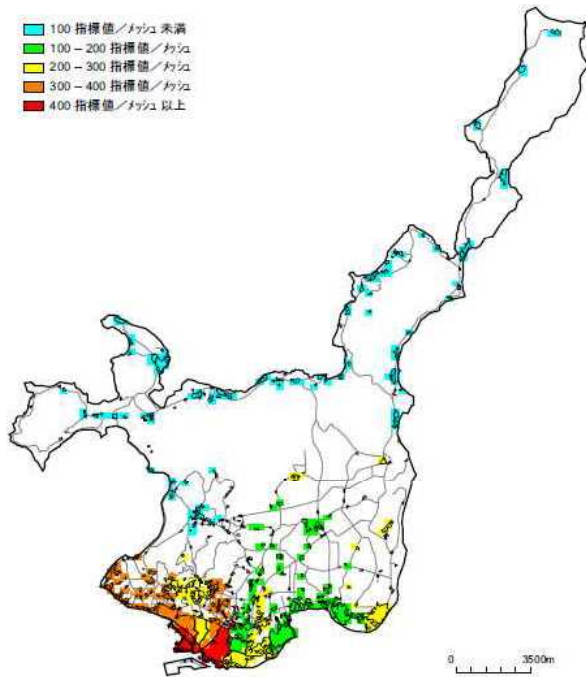 100 指標値/メッシュ 未満
100 – 200 指標値/メッシュ
200 – 300 指標値/メッシュ
300 – 400 指標値/メッシュ
400 指標値/メッシュ 以上
0 3500m